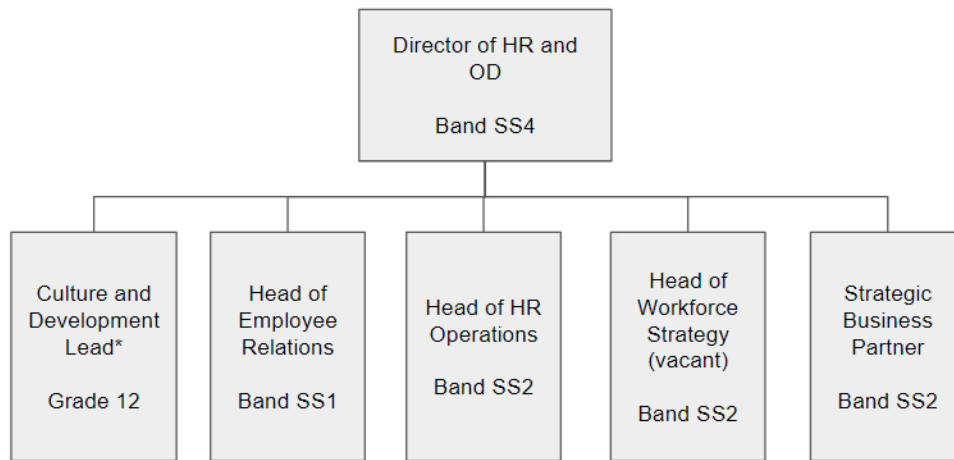 Director of HR and
OD
Band SS4
Culture and
Development
Lead*
Grade 12
Head of
Employee
Relations
Band SS1
Head of HR
Operations
Band SS2
Head of
Workforce
Strategy
(vacant)
Band SS2
Strategic
Business
Partner
Band SS2